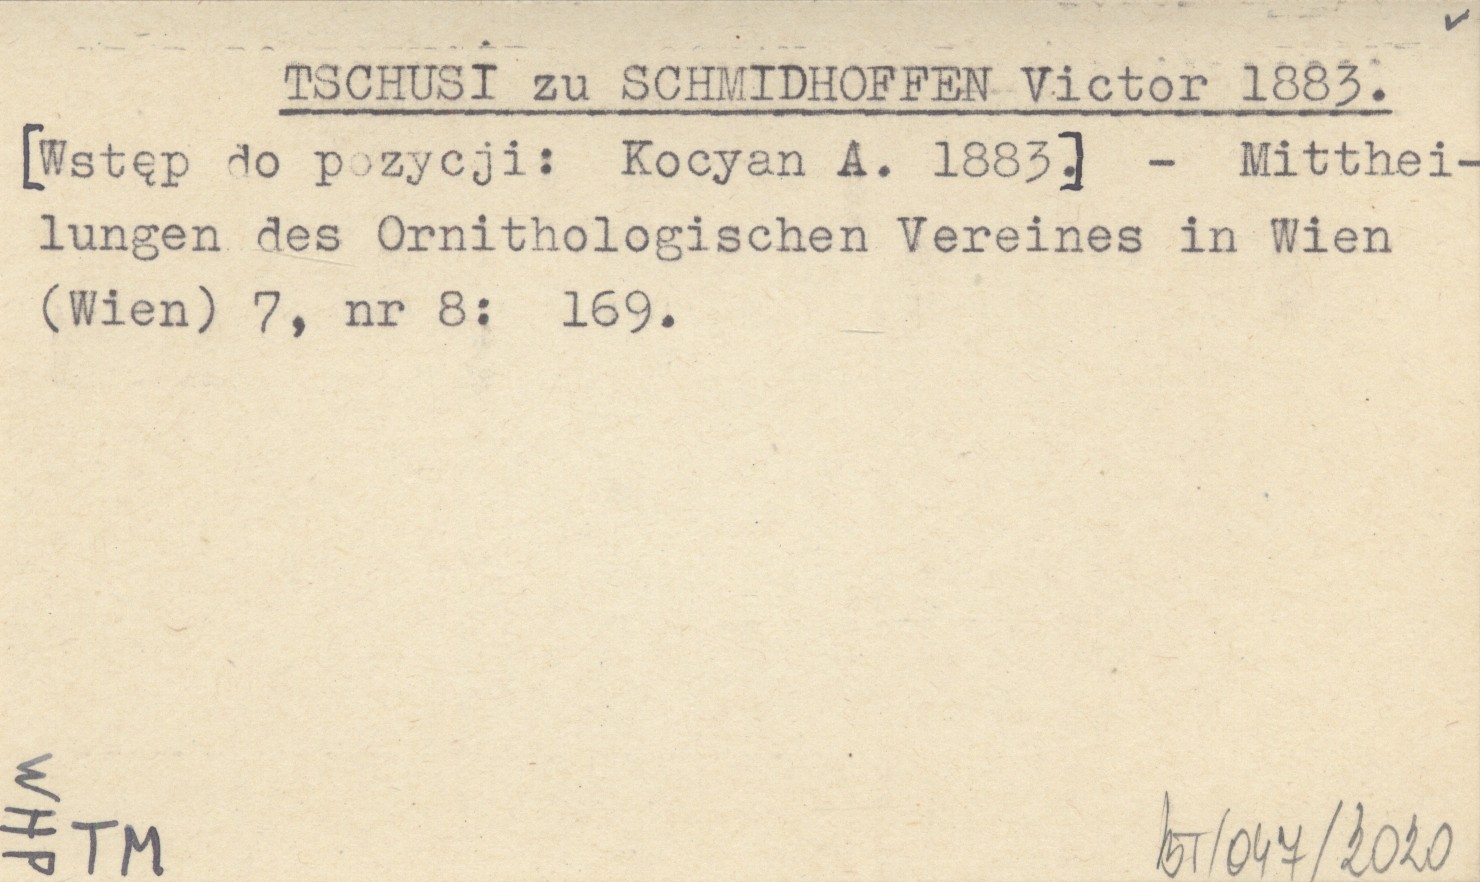 TSCHUSI zu SCHMIDHOFFEN Victor 1883.
[Wstęp do pozycji: Kocyan A. 1883.] - Mitthei-
lungen des Ornithologischen Vereines in Wien
(Wien) 7, nr 8: 169.
WHP
TM
BT/047/2020